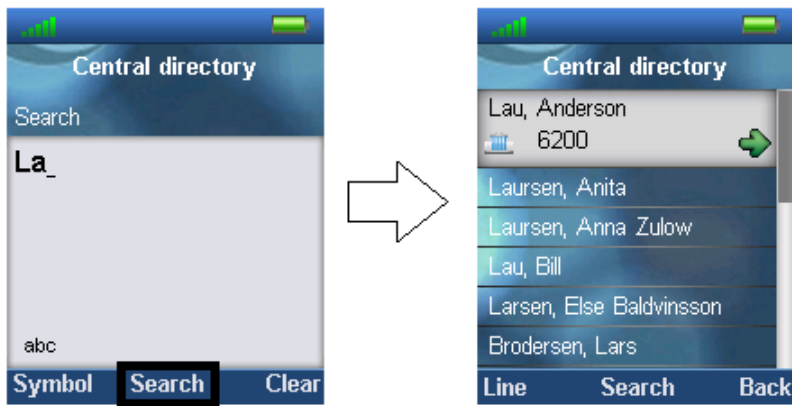 Central directory
Search
La_
abc
Symbol Search Clear
Central directory
Lau, Anderson
6200
Laursen, Anita
Laursen, Anna Zulow
Lau, Bill
Larsen, Else Baldvinsson
Brodersen, Lars
Line Search Back